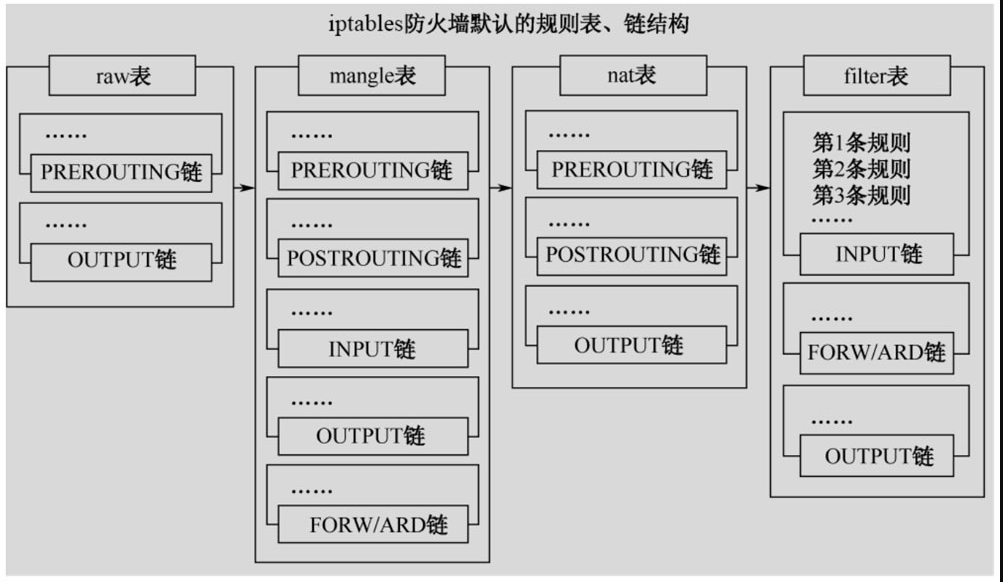 iptables防火墙默认的规则表、链结构
raw表
……
PREROUTING链
……
OUTPUT链
mangle表
……
PREROUTING链
……
POSTROUTING链
……
INPUT链
……
OUTPUT链
……
FORW/ARD链
nat表
……
PREROUTING链
……
POSTROUTING链
……
OUTPUT链
filter表
第1条规则
第2条规则
第3条规则
……
INPUT链
……
FORW/ARD链
……
OUTPUT链